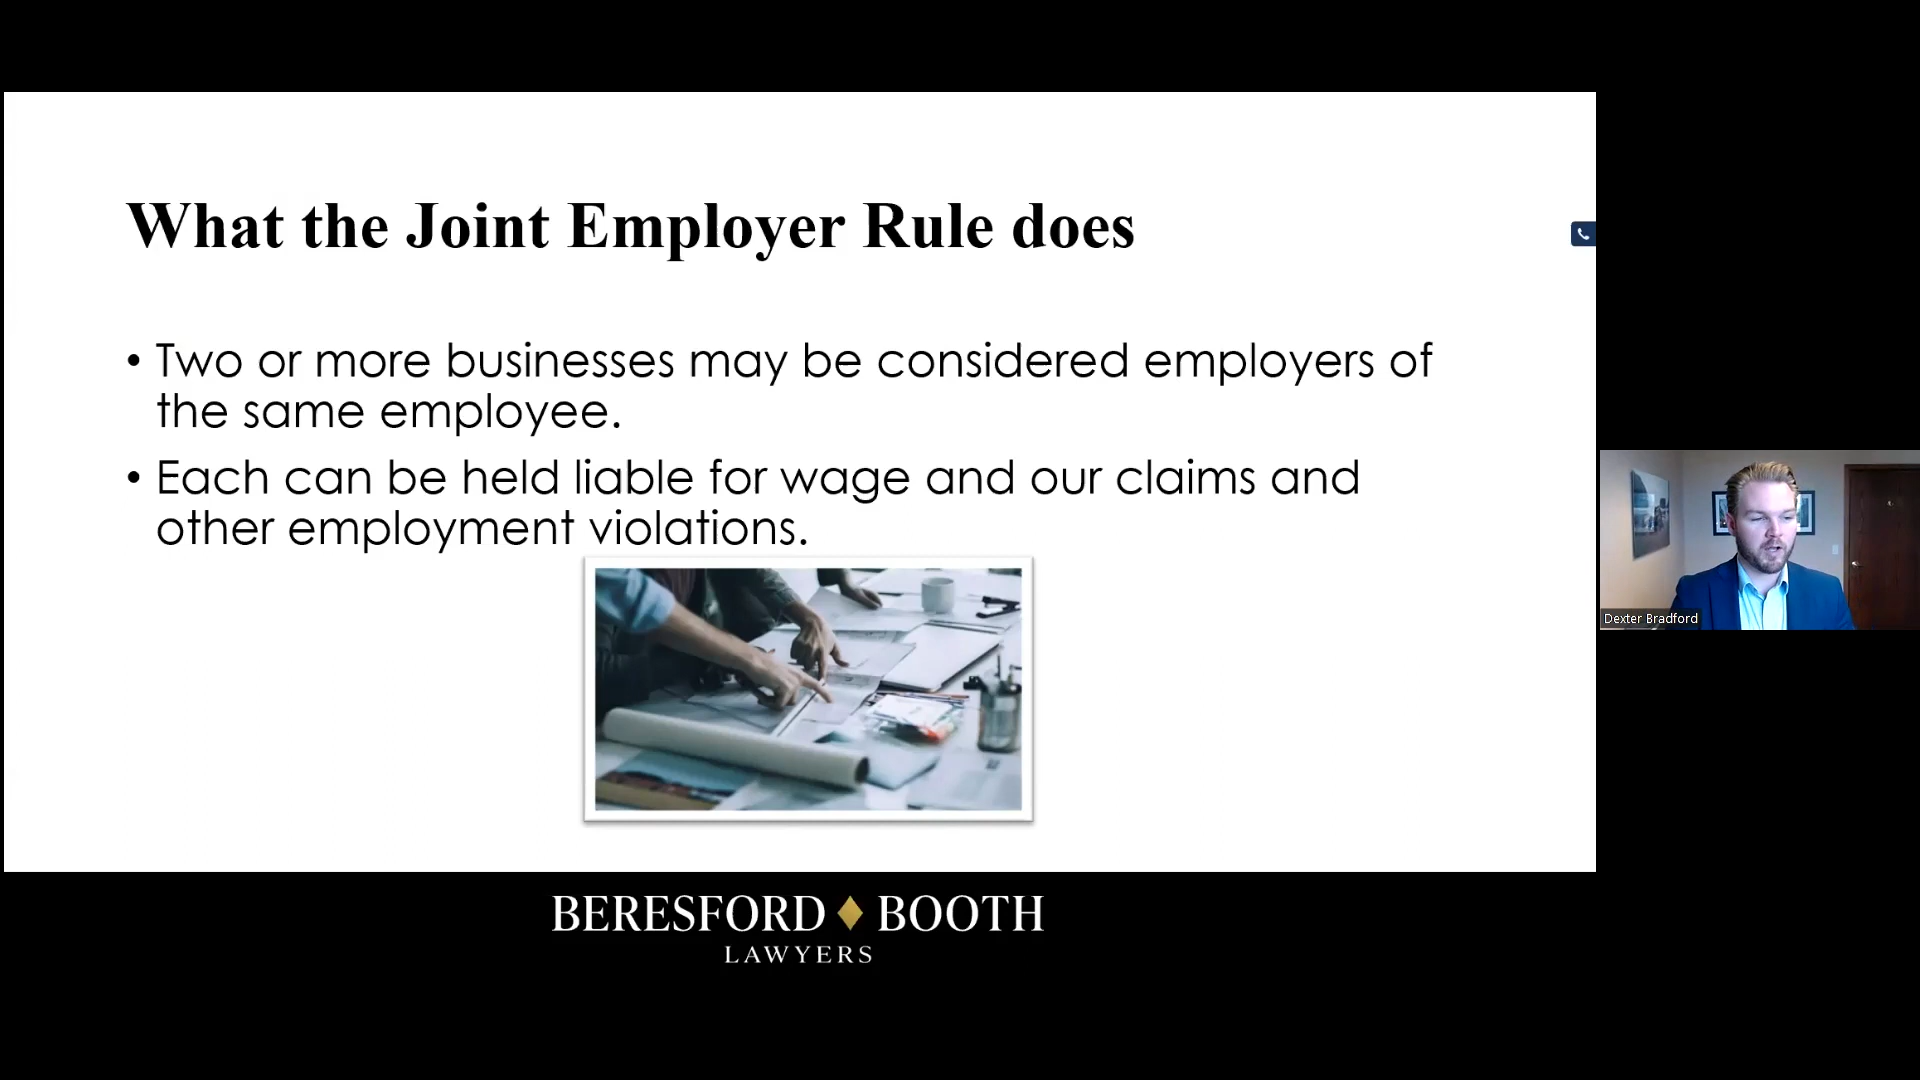 What the Joint Employer Rule does
• Two or more businesses may be considered employers of
the same employee.
• Each can be held liable for wage and our claims and
other employment violations.
Dexter Bradford
BERESFORD BOOTH
LAWYERS